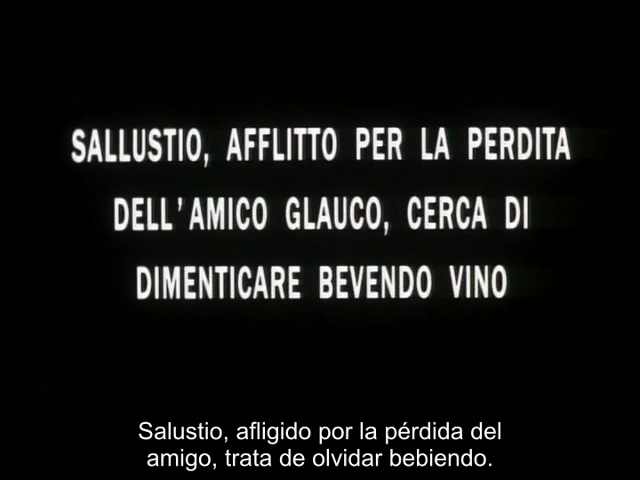 SALLUSTIO, AFFLITTO PER LA PERDITA
DELL'AMICO GLAUCO, CERCA DI
DIMENTICARE BEVENDO VINO
Salustio, afligido por la pérdida del
amigo, trata de olvidar bebiendo.